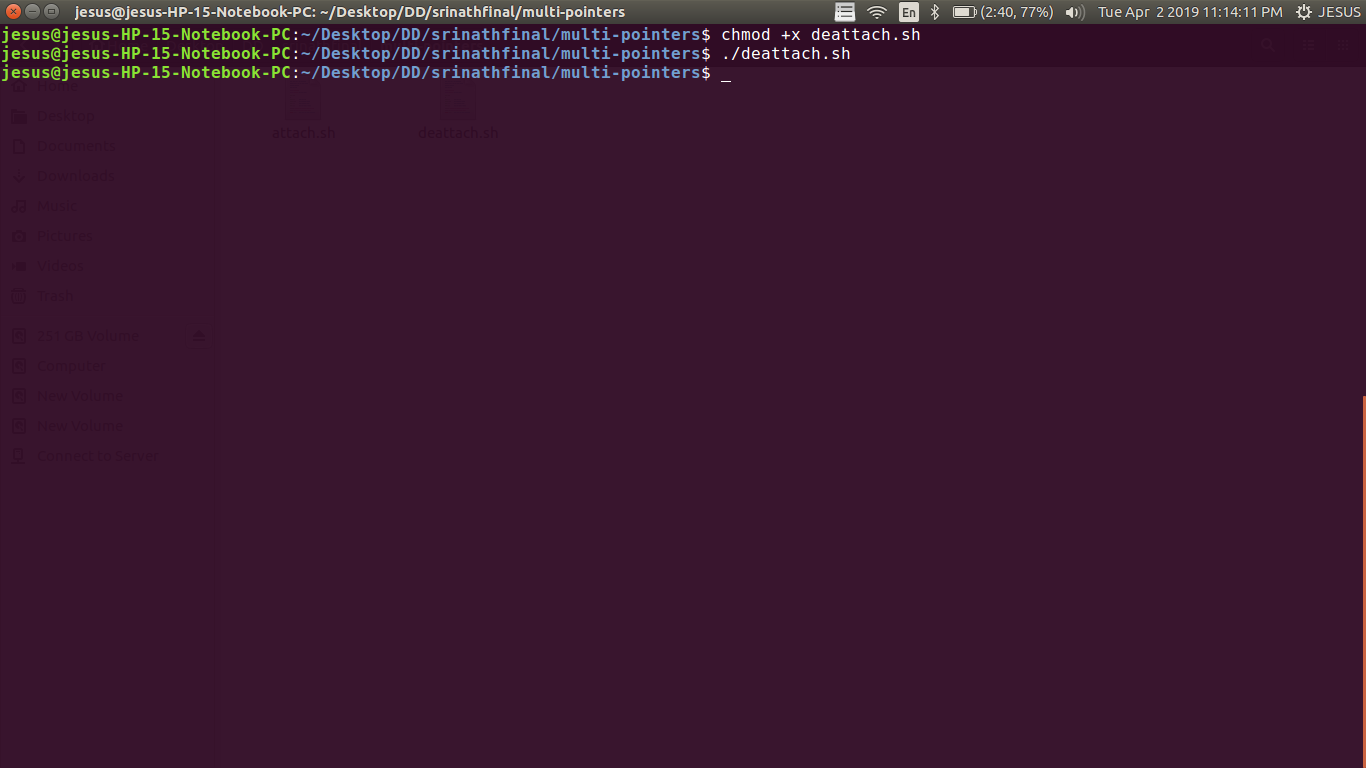 jesus@jesus-HP-15-Notebook-PC: ~/Desktop/DD/srinathfinal/multi-pointers
En
(2:40, 77%)
Tue Apr 2 2019 11:14:11 PM
JESUS
jesus@jesus-HP-15-Notebook-PC:~/Desktop/DD/srinathfinal/multi-pointers$ chmod +x deattach.sh
jesus@jesus-HP-15-Notebook-PC:~/Desktop/DD/srinathfinal/multi-pointers$ ./deattach.sh
jesus@jesus-HP-15-Notebook-PC:~/Desktop/DD/srinathfinal/multi-pointers$ _
Home
Desktop
Documents
Downloads
Music
Pictures
Videos
Trash
251 GB Volume
Computer
New Volume
New Volume
Connect to Server
attach.sh
deattach.sh